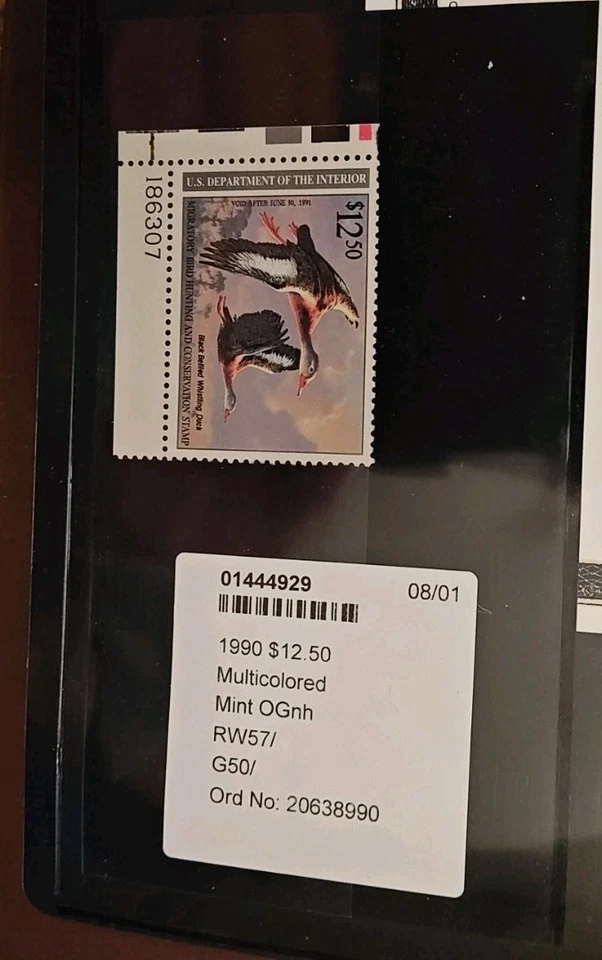 186307
U.S. DEPARTMENT OF THE INTERIOR
VOID AFTER JUNE 30, 1991
$12.50
Black Bellied Whistling Duck
MIGRATORY BIRD HUNTING AND CONSERVATION STAMP
01444929
08/01
1990 $12.50
Multicolored
Mint OGnh
RW57/
G50/
Ord No: 20638990